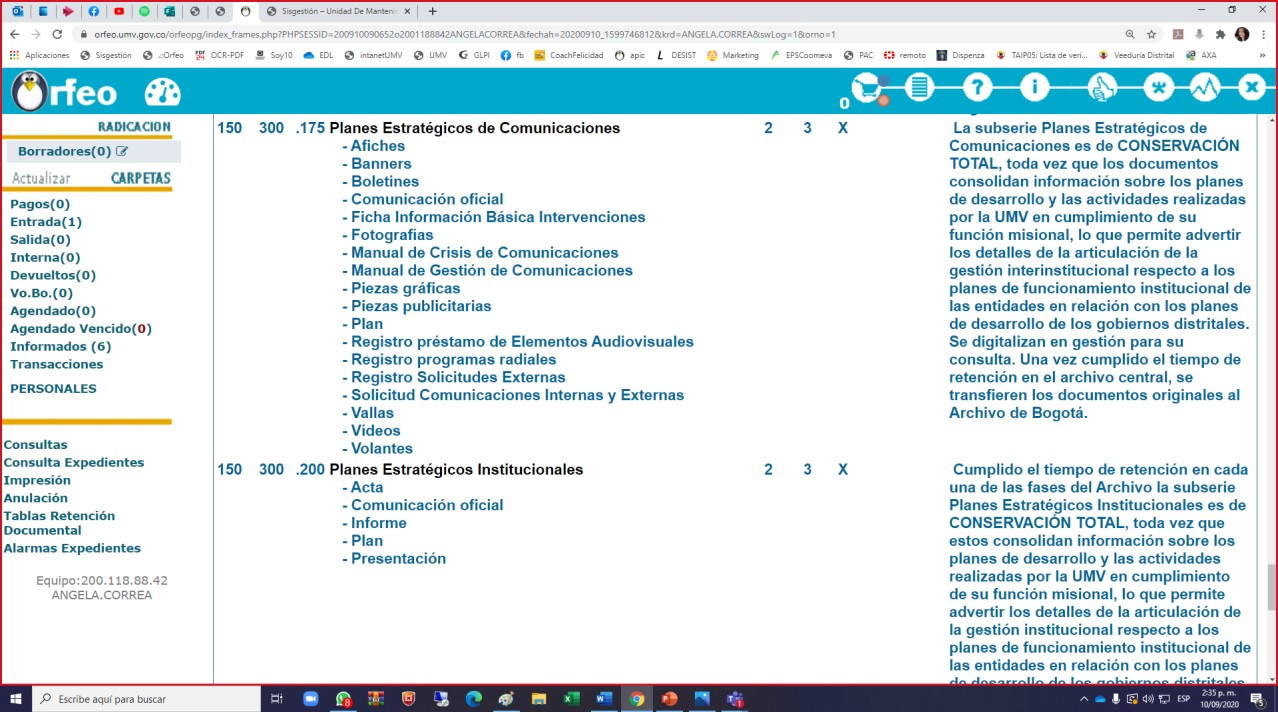 Sisgestión – Unidad De Manteni
orfeo.umv.gov.co/orfeopg/index_frames.php?PHPSESSID=200910090652o2001188842ANGELACORREA&fechah=20200910_1599746812&krd=ANGELA.CORREA&swLog=1&orno=1
Aplicaciones Sisgestión .:Orfeo OCR-PDF Soy10 EDL intanetUMV UMV GLPI fb CoachFelicidad apic DESIST Marketing EPSCoomeva PAC remoto Dispenza TAIP05: Lista de veri... Veeduría Distrital AXA »
Orfeo
0
RADICACION
Borradores(0)
Actualizar CARPETAS
Pagos(0)
Entrada(1)
Salida(0)
Interna(0)
Devueltos(0)
Vo.Bo.(0)
Agendado(0)
Agendado Vencido(0)
Informados (6)
Transacciones
PERSONALES
Consultas
Consulta Expedientes
Impresión
Anulación
Tablas Retención
Documental
Alarmas Expedientes
Equipo:200.118.88.42
ANGELA.CORREA
150 300 .175 Planes Estratégicos de Comunicaciones 2 3 X
- Afiches
- Banners
- Boletines
- Comunicación oficial
- Ficha Información Básica Intervenciones
- Fotografias
- Manual de Crisis de Comunicaciones
- Manual de Gestión de Comunicaciones
- Piezas gráficas
- Piezas publicitarias
- Plan
- Registro préstamo de Elementos Audiovisuales
- Registro programas radiales
- Registro Solicitudes Externas
- Solicitud Comunicaciones Internas y Externas
- Vallas
- Videos
- Volantes
La subserie Planes Estratégicos de
Comunicaciones es de CONSERVACIÓN
TOTAL, toda vez que los documentos
consolidan información sobre los planes
de desarrollo y las actividades realizadas
por la UMV en cumplimiento de su
función misional, lo que permite advertir
los detalles de la articulación de la
gestión interinstitucional respecto a los
planes de funcionamiento institucional de
las entidades en relación con los planes
de desarrollo de los gobiernos distritales.
Se digitalizan en gestión para su
consulta. Una vez cumplido el tiempo de
retención en el archivo central, se
transfieren los documentos originales al
Archivo de Bogotá.
150 300 .200 Planes Estratégicos Institucionales 2 3 X
- Acta
- Comunicación oficial
- Informe
- Plan
- Presentación
Cumplido el tiempo de retención en cada
una de las fases del Archivo la subserie
Planes Estratégicos Institucionales es de
CONSERVACIÓN TOTAL, toda vez que
estos consolidan información sobre los
planes de desarrollo y las actividades
realizadas por la UMV en cumplimiento
de su función misional, lo que permite
advertir los detalles de la articulación de
la gestión institucional respecto a los
planes de funcionamiento institucional de
las entidades en relación con los planes
de desarrollo de los gobiernos distritales
Escribe aquí para buscar
ESP
2:35 p. m.
10/09/2020